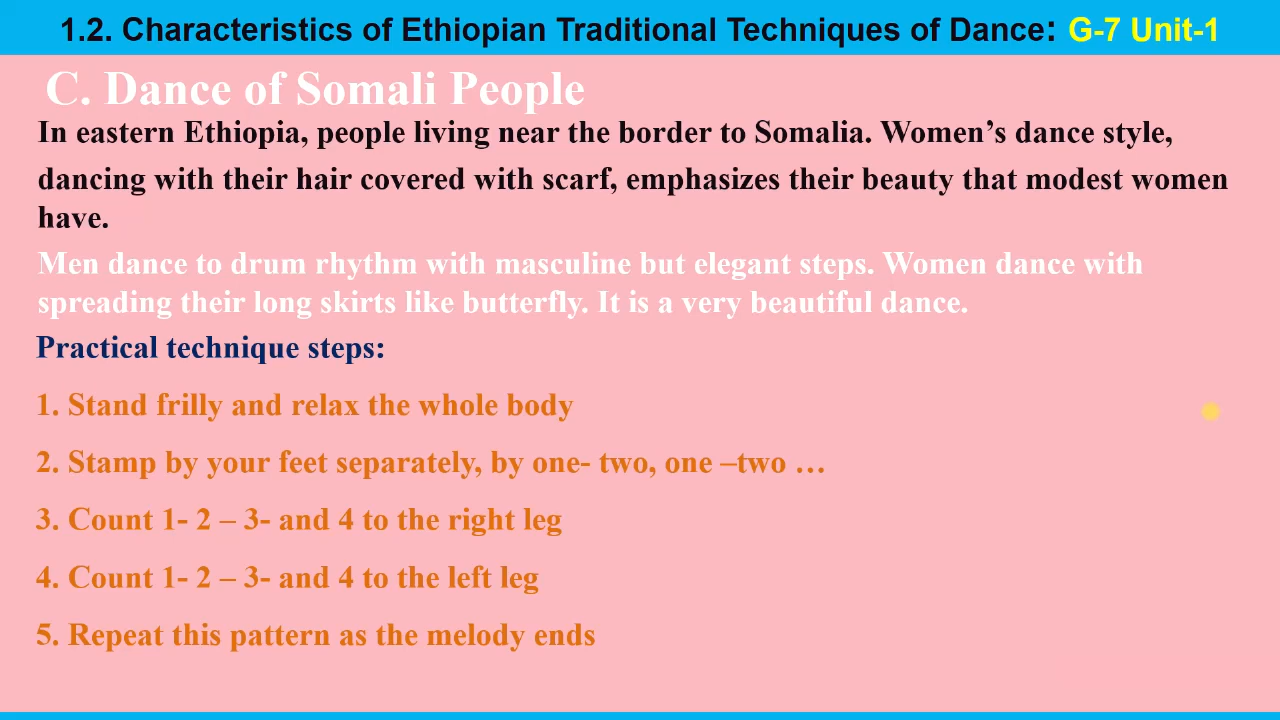 1.2. Characteristics of Ethiopian Traditional Techniques of Dance: G-7 Unit-1
C. Dance of Somali People
In eastern Ethiopia, people living near the border to Somalia. Women’s dance style,
dancing with their hair covered with scarf, emphasizes their beauty that modest women
have.
Men dance to drum rhythm with masculine but elegant steps. Women dance with
spreading their long skirts like butterfly. It is a very beautiful dance.
Practical technique steps:
1. Stand frilly and relax the whole body
2. Stamp by your feet separately, by one- two, one –two …
3. Count 1- 2 – 3- and 4 to the right leg
4. Count 1- 2 – 3- and 4 to the left leg
5. Repeat this pattern as the melody ends